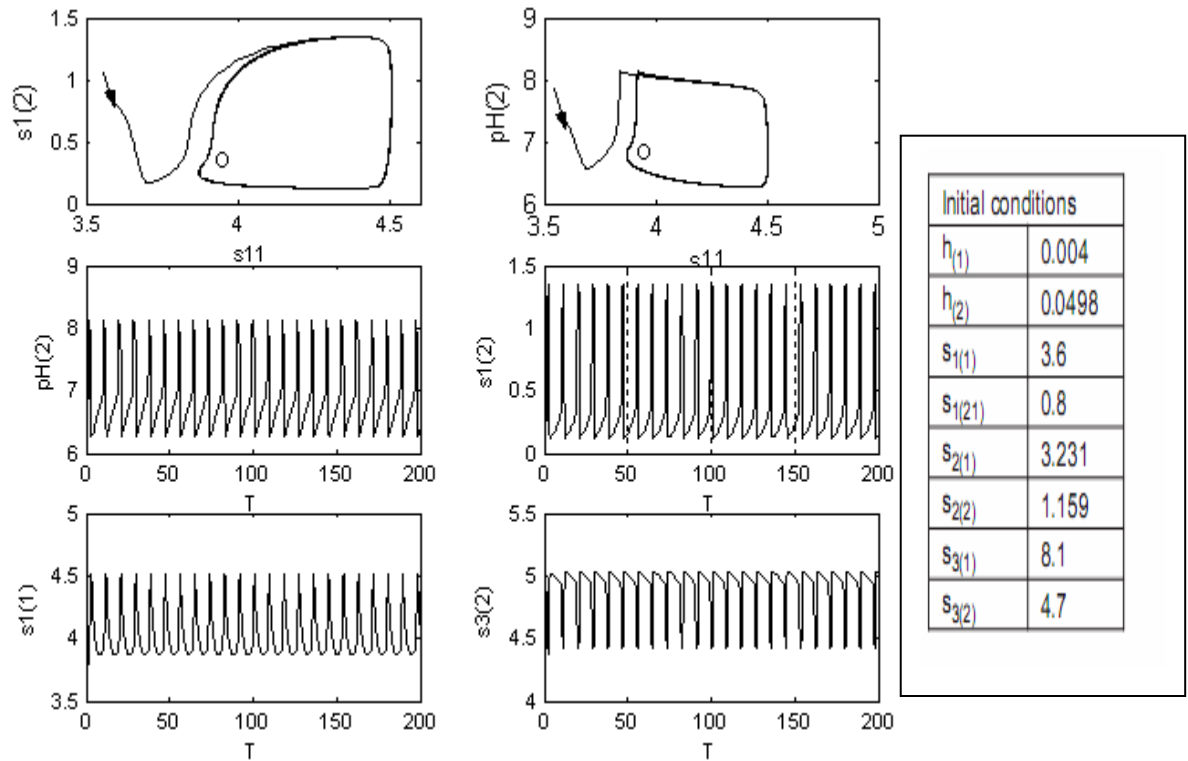 1.5
1
0.5
0
s1(2)
3.5
4
4.5
s11
O
9
8
7
6
pH(2)
3.5
4
4.5
5
s11
O
9
8
7
6
pH(2)
0
50
100
150
200
T
1.5
1
0.5
0
s1(2)
0
50
100
150
200
T
5
4.5
4
3.5
s1(1)
0
50
100
150
200
T
5.5
5
4.5
4
s3(2)
0
50
100
150
200
T
Initial conditions
h(1) 0.004
h(2) 0.0498
s1(1) 3.6
s1(21) 0.8
s2(1) 3.231
s2(2) 1.159
s3(1) 8.1
s3(2) 4.7